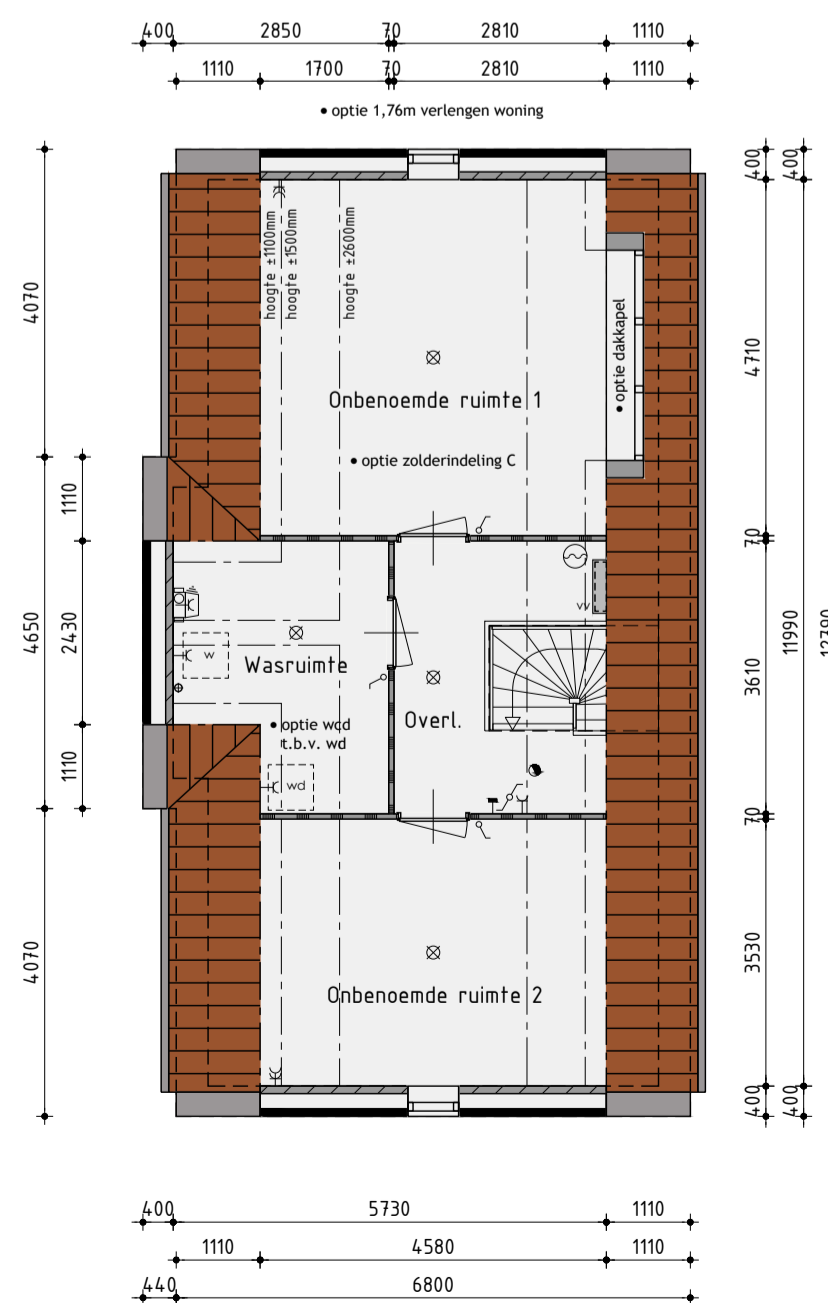 400 2850 70 2810 1110
1110 1700 70 2810 1110
• optie 1,76m verlengen woning
400 400
hoogte ±1100mm
hoogte ±1500mm
hoogte ±2600mm
4070
4710
• optie dakkapel
Onbenoemde ruimte 1
• optie zolderindeling C
1110
70
vv
4650 2430
w
Wasruimte
3610 11990 12790
Overl.
• optie wcd
t.b.v. wd
wd
1110
70
4070
3530
Onbenoemde ruimte 2
400 400
400 5730 1110
1110 4580 1110
440 6800